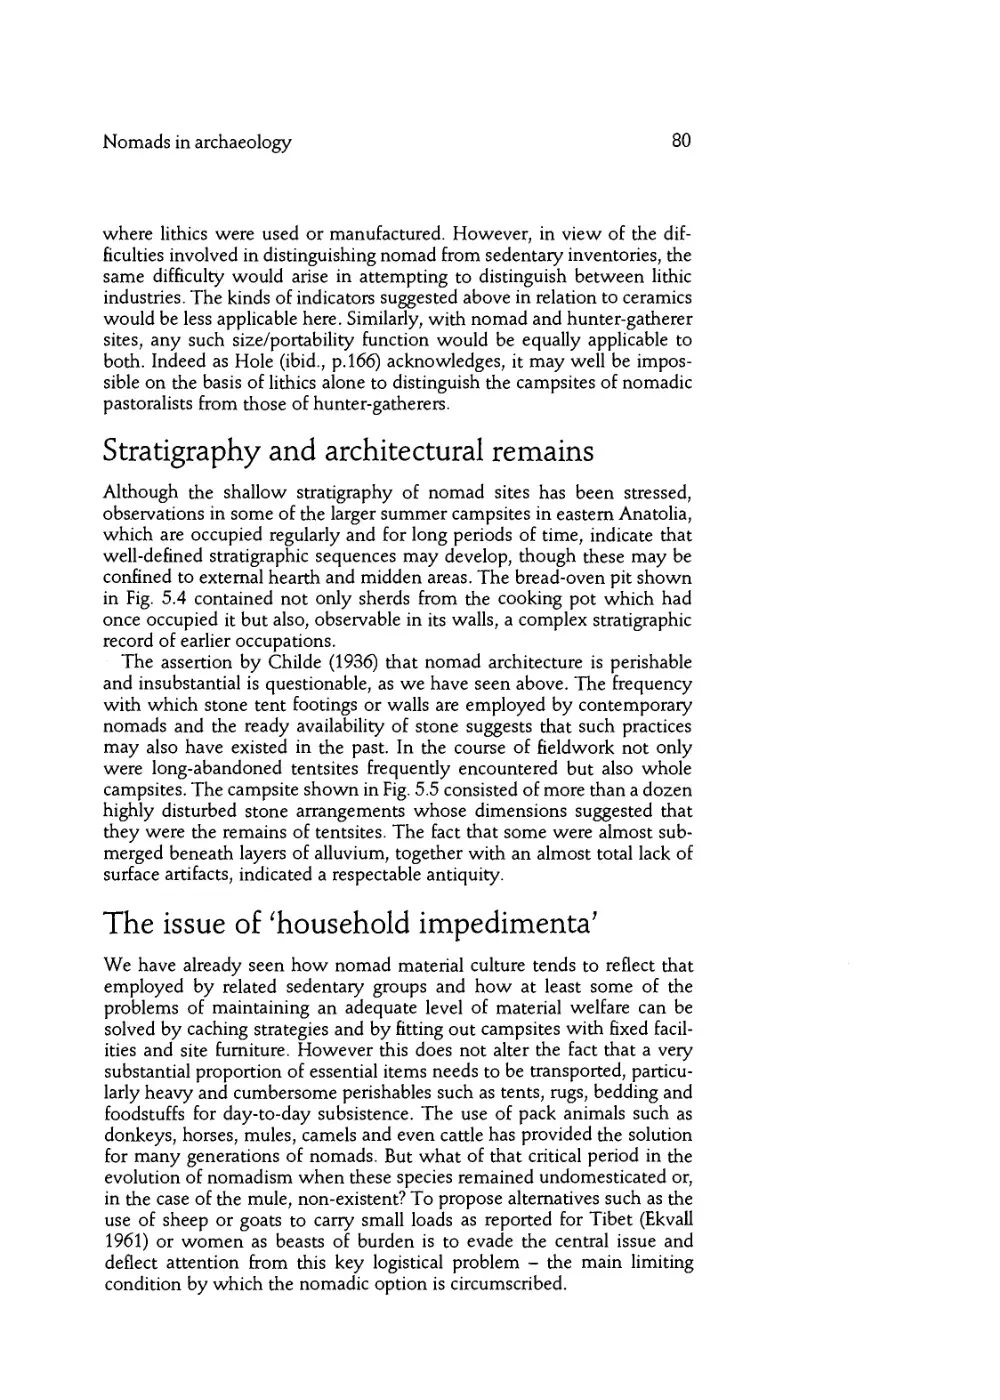 Nomads in archaeology 80
where lithics were used or manufactured. However, in view of the dif-
ficulties involved in distinguishing nomad from sedentary inventories, the
same difficulty would arise in attempting to distinguish between lithic
industries. The kinds of indicators suggested above in relation to ceramics
would be less applicable here. Similarly, with nomad and hunter-gatherer
sites, any such size/portability function would be equally applicable to
both. Indeed as Hole (ibid., p.166) acknowledges, it may well be impos-
sible on the basis of lithics alone to distinguish the campsites of nomadic
pastoralists from those of hunter-gatherers.
Stratigraphy and architectural remains
Although the shallow stratigraphy of nomad sites has been stressed,
observations in some of the larger summer campsites in eastern Anatolia,
which are occupied regularly and for long periods of time, indicate that
well-defined stratigraphic sequences may develop, though these may be
confined to external hearth and midden areas. The bread-oven pit shown
in Fig. 5.4 contained not only sherds from the cooking pot which had
once occupied it but also, observable in its walls, a complex stratigraphic
record of earlier occupations.
The assertion by Childe (1936) that nomad architecture is perishable
and insubstantial is questionable, as we have seen above. The frequency
with which stone tent footings or walls are employed by contemporary
nomads and the ready availability of stone suggests that such practices
may also have existed in the past. In the course of fieldwork not only
were long-abandoned tentsites frequently encountered but also whole
campsites. The campsite shown in Fig. 5.5 consisted of more than a dozen
highly disturbed stone arrangements whose dimensions suggested that
they were the remains of tentsites. The fact that some were almost sub-
merged beneath layers of alluvium, together with an almost total lack of
surface artifacts, indicated a respectable antiquity.
The issue of ‘household impedimenta’
We have already seen how nomad material culture tends to reflect that
employed by related sedentary groups and how at least some of the
problems of maintaining an adequate level of material welfare can be
solved by caching strategies and by fitting out campsites with fixed facil-
ities and site furniture. However this does not alter the fact that a very
substantial proportion of essential items needs to be transported, particu-
larly heavy and cumbersome perishables such as tents, rugs, bedding and
foodstuffs for day-to-day subsistence. The use of pack animals such as
donkeys, horses, mules, camels and even cattle has provided the solution
for many generations of nomads. But what of that critical period in the
evolution of nomadism when these species remained undomesticated or,
in the case of the mule, non-existent? To propose alternatives such as the
use of sheep or goats to carry small loads as reported for Tibet (Ekvall
1961) or women as beasts of burden is to evade the central issue and
deflect attention from this key logistical problem – the main limiting
condition by which the nomadic option is circumscribed.